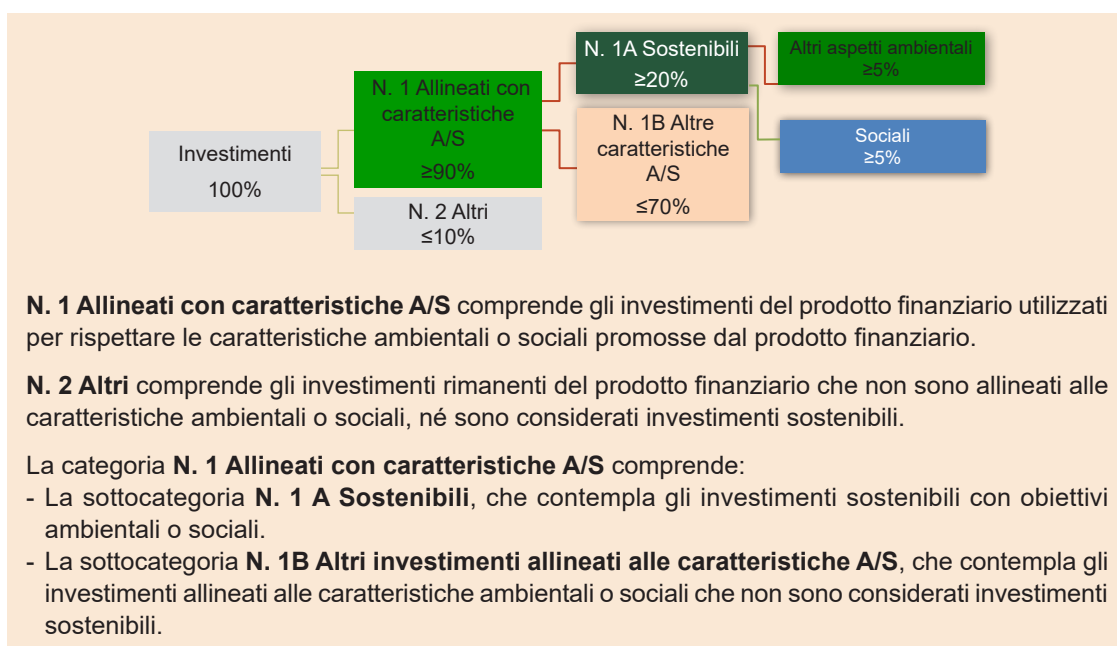 Investimenti
100%
N. 1 Allineati con
caratteristiche
A/S
≥90%
N. 2 Altri
≤10%
N. 1A Sostenibili
≥20%
N. 1B Altre
caratteristiche
A/S
≤70%
Altri aspetti ambientali
≥5%
Sociali
≥5%
N. 1 Allineati con caratteristiche A/S comprende gli investimenti del prodotto finanziario utilizzati
per rispettare le caratteristiche ambientali o sociali promosse dal prodotto finanziario.
N. 2 Altri comprende gli investimenti rimanenti del prodotto finanziario che non sono allineati alle
caratteristiche ambientali o sociali, né sono considerati investimenti sostenibili.
La categoria N. 1 Allineati con caratteristiche A/S comprende:
- La sottocategoria N. 1 A Sostenibili, che contempla gli investimenti sostenibili con obiettivi
ambientali o sociali.
- La sottocategoria N. 1B Altri investimenti allineati alle caratteristiche A/S, che contempla gli
investimenti allineati alle caratteristiche ambientali o sociali che non sono considerati investimenti
sostenibili.